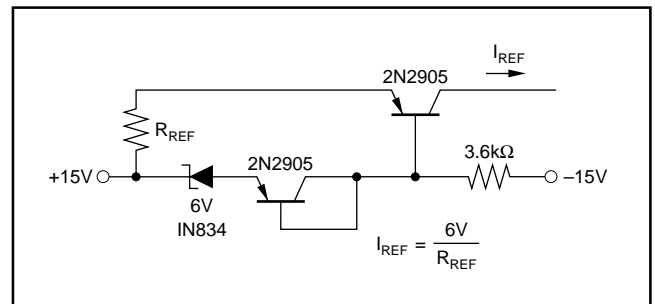 I_REF
2N2905
R_REF
2N2905
3.6kΩ
+15V
–15V
6V
IN834
I_REF = 6V / R_REF